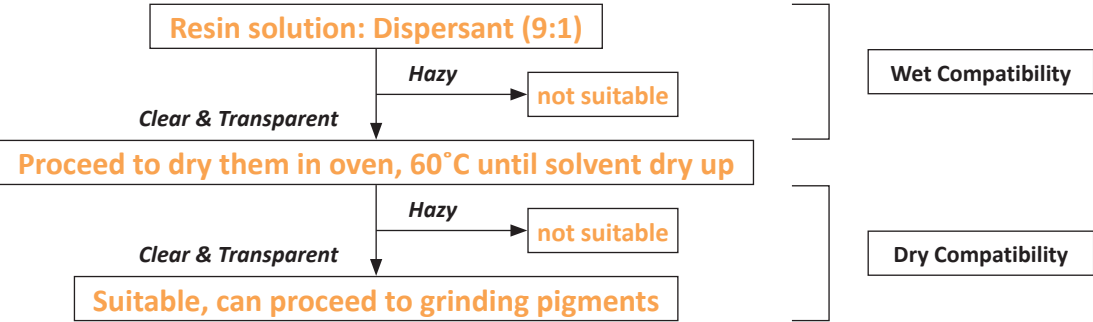 Resin solution: Dispersant (9:1)
Hazy
not suitable
Wet Compatibility
Clear & Transparent
Proceed to dry them in oven, 60˚C until solvent dry up
Hazy
not suitable
Dry Compatibility
Clear & Transparent
Suitable, can proceed to grinding pigments